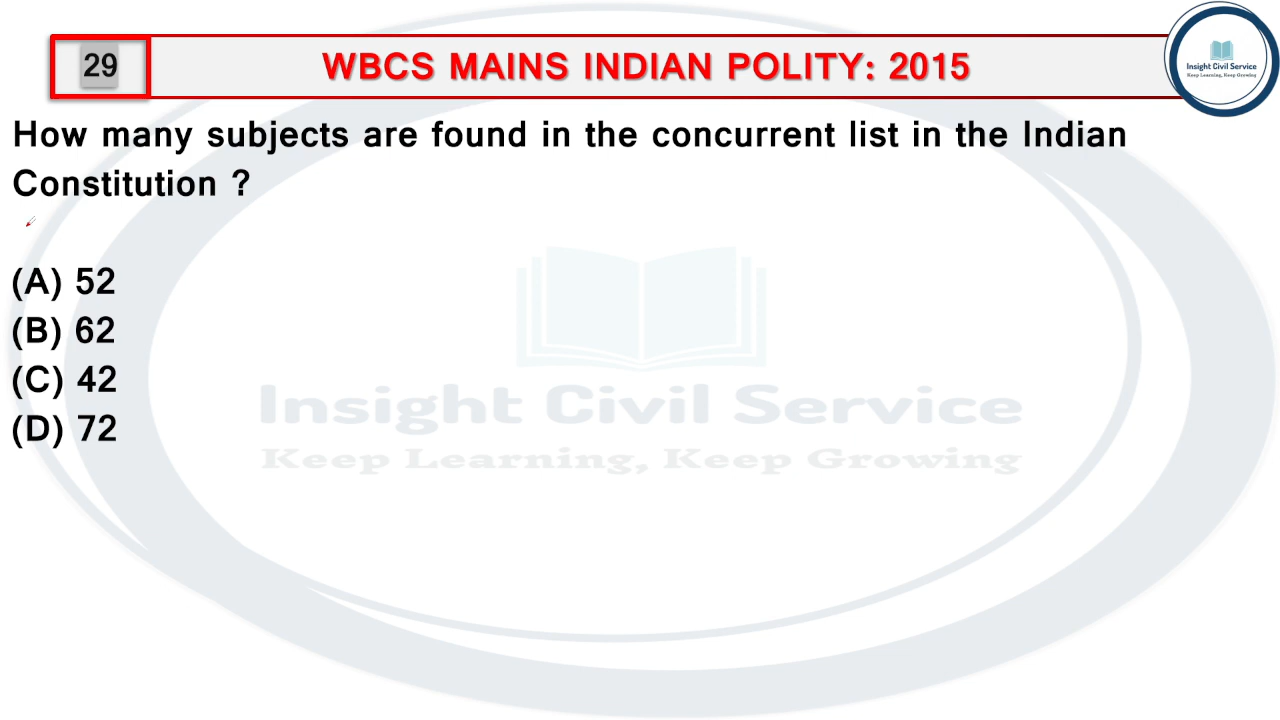 29
WBCS MAINS INDIAN POLITY: 2015
Insight Civil Service
Keep Learning, Keep Growing
How many subjects are found in the concurrent list in the Indian
Constitution ?
(A) 52
(B) 62
(C) 42
(D) 72
Insight Civil Service
Keep Learning, Keep Growing